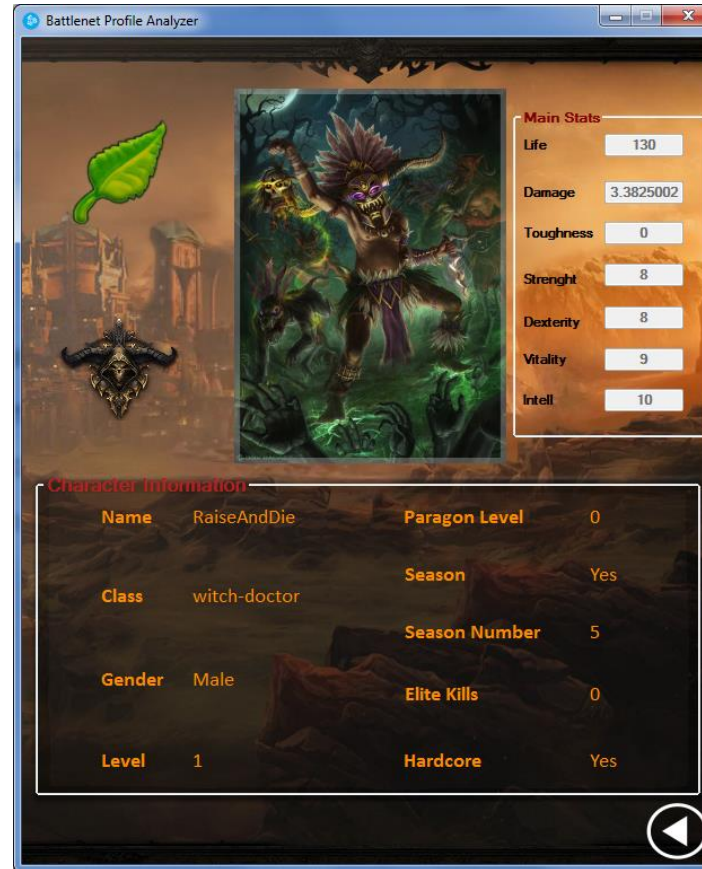 Battlenet Profile Analyzer
Main Stats
Life 130
Damage 3.3825002
Toughness 0
Strenght 8
Dexterity 8
Vitality 9
Intell 10
Character Information
Name RaiseAndDie Paragon Level 0
Season Yes
Class witch-doctor
Season Number 5
Gender Male
Elite Kills 0
Level 1 Hardcore Yes